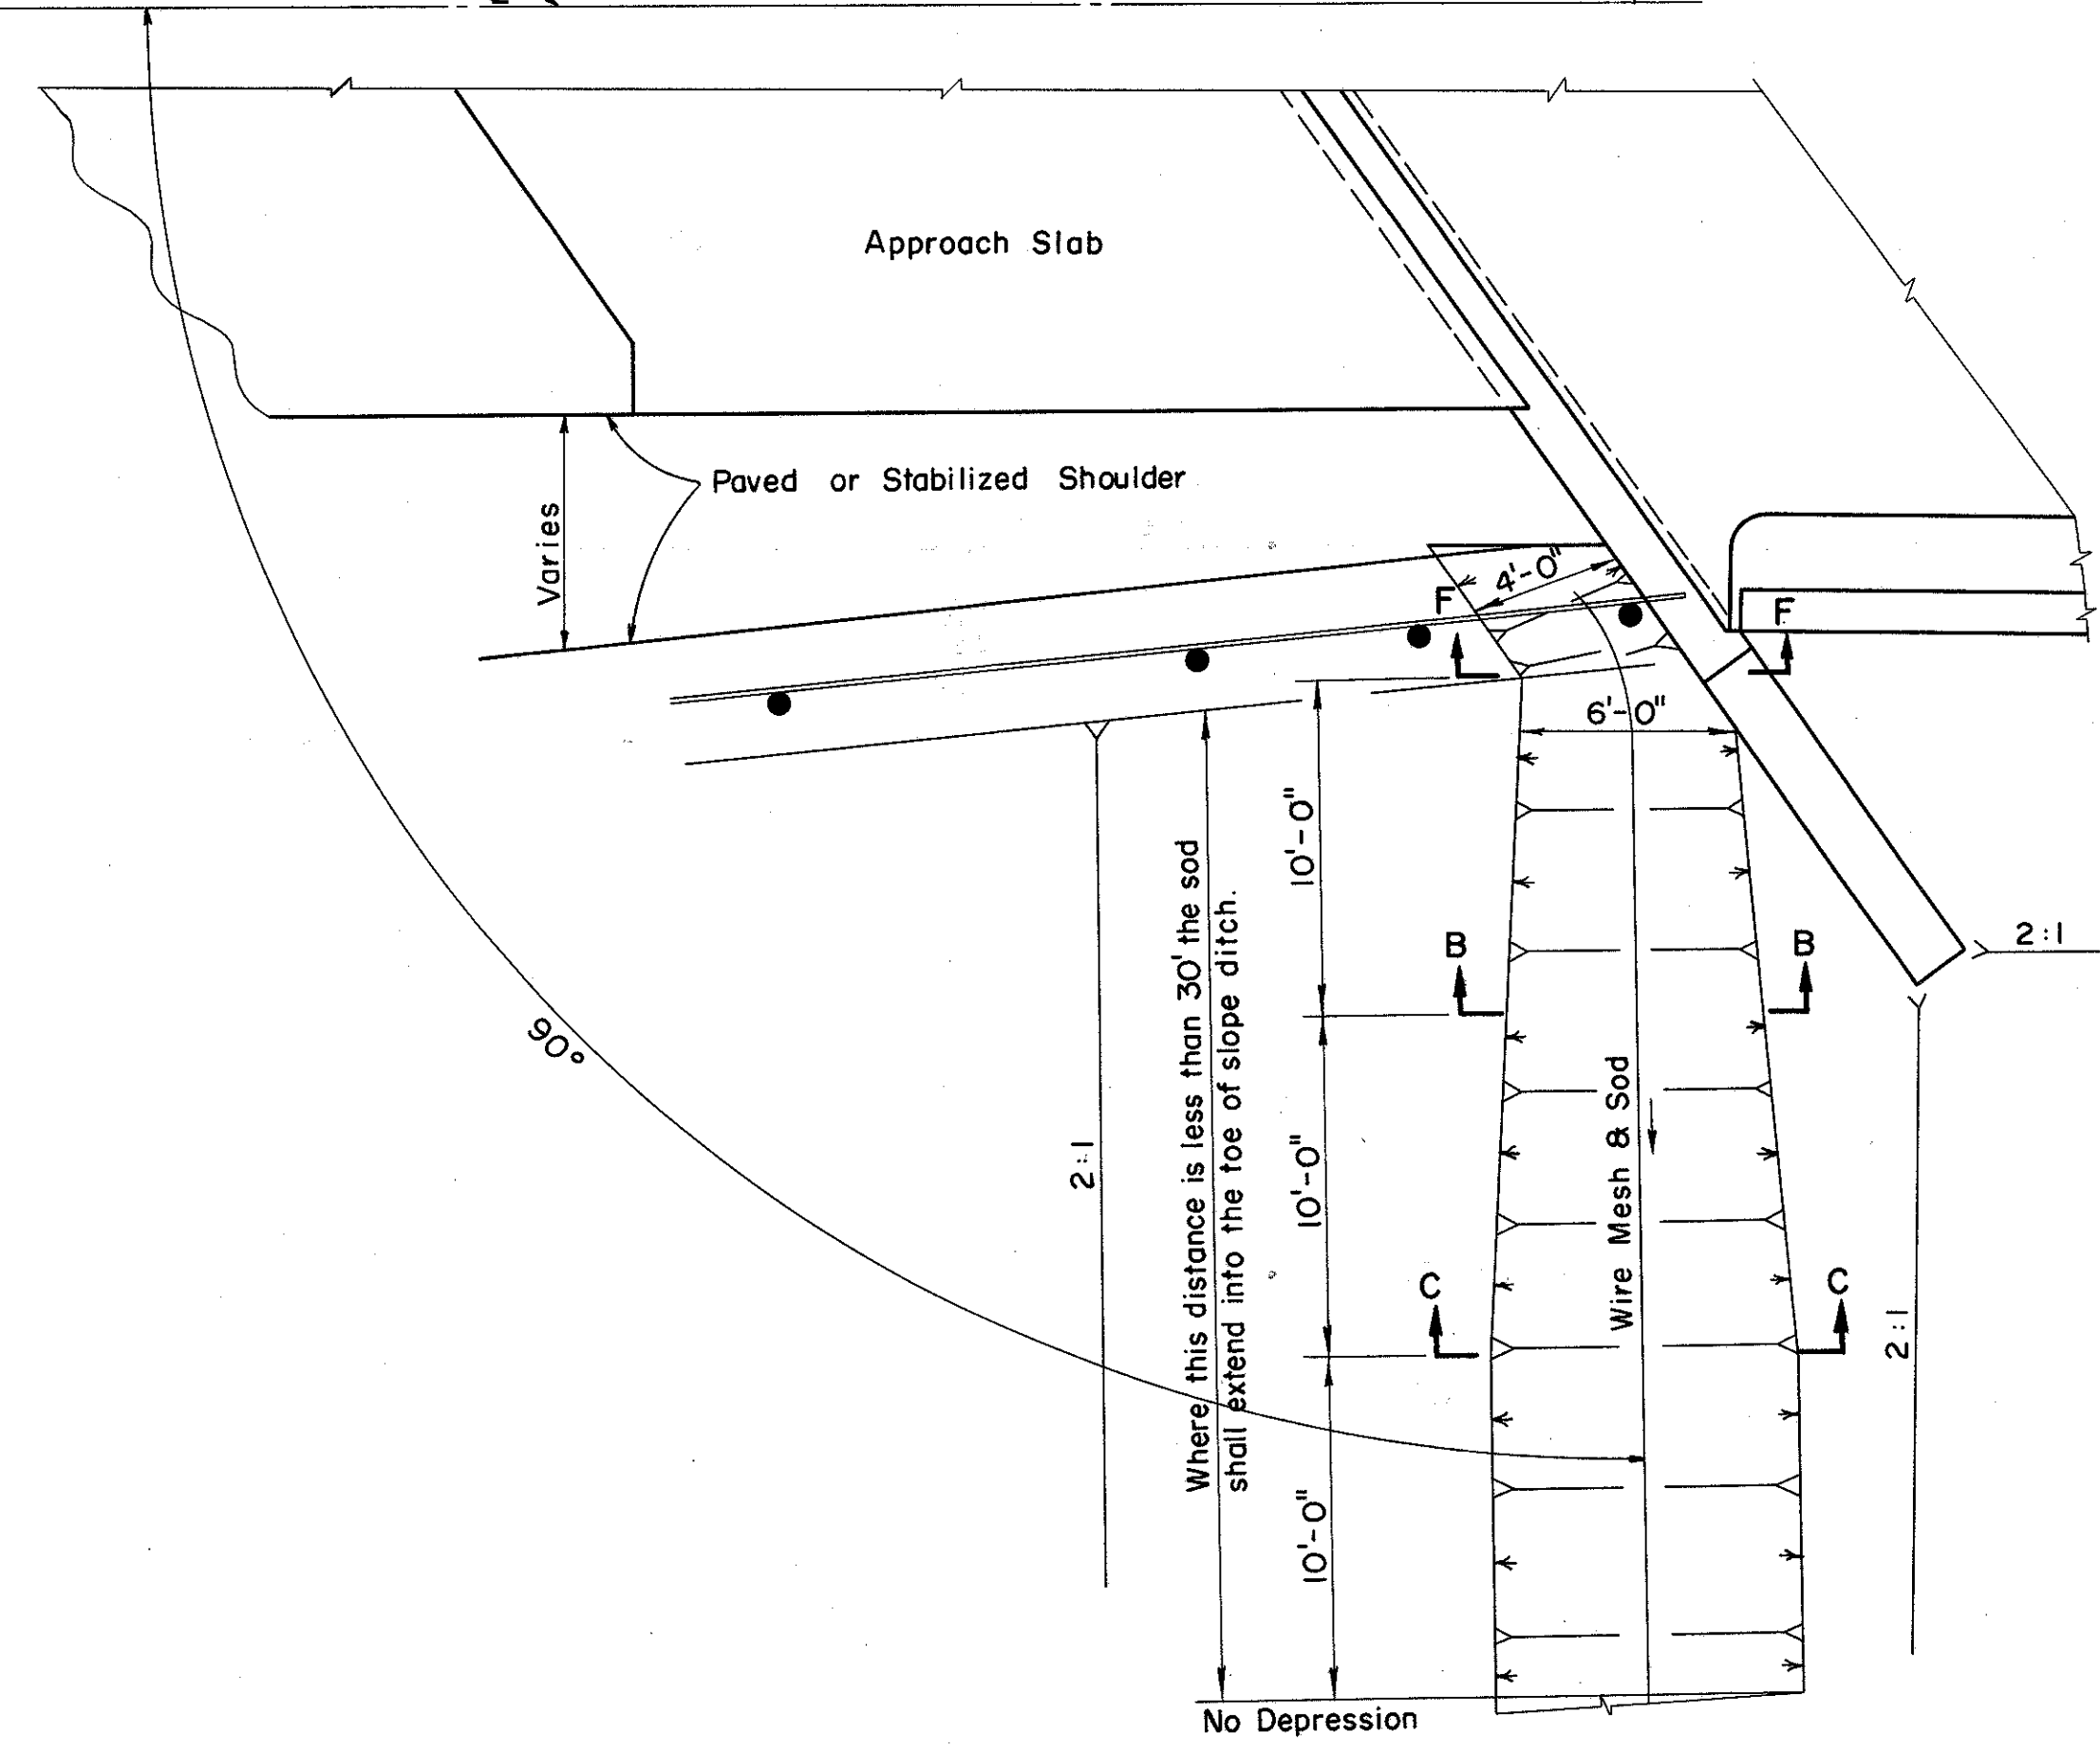 Approach Slab
Paved or Stabilized Shoulder
Varies
4'-0"
F
F
6'-0"
10'-0"
Where this distance is less than 30' the sod
shall extend into the toe of slope ditch.
B
B
2:1
90°
2:1
10'-0"
Wire Mesh & Sod
C
C
2:1
10'-0"
No Depression